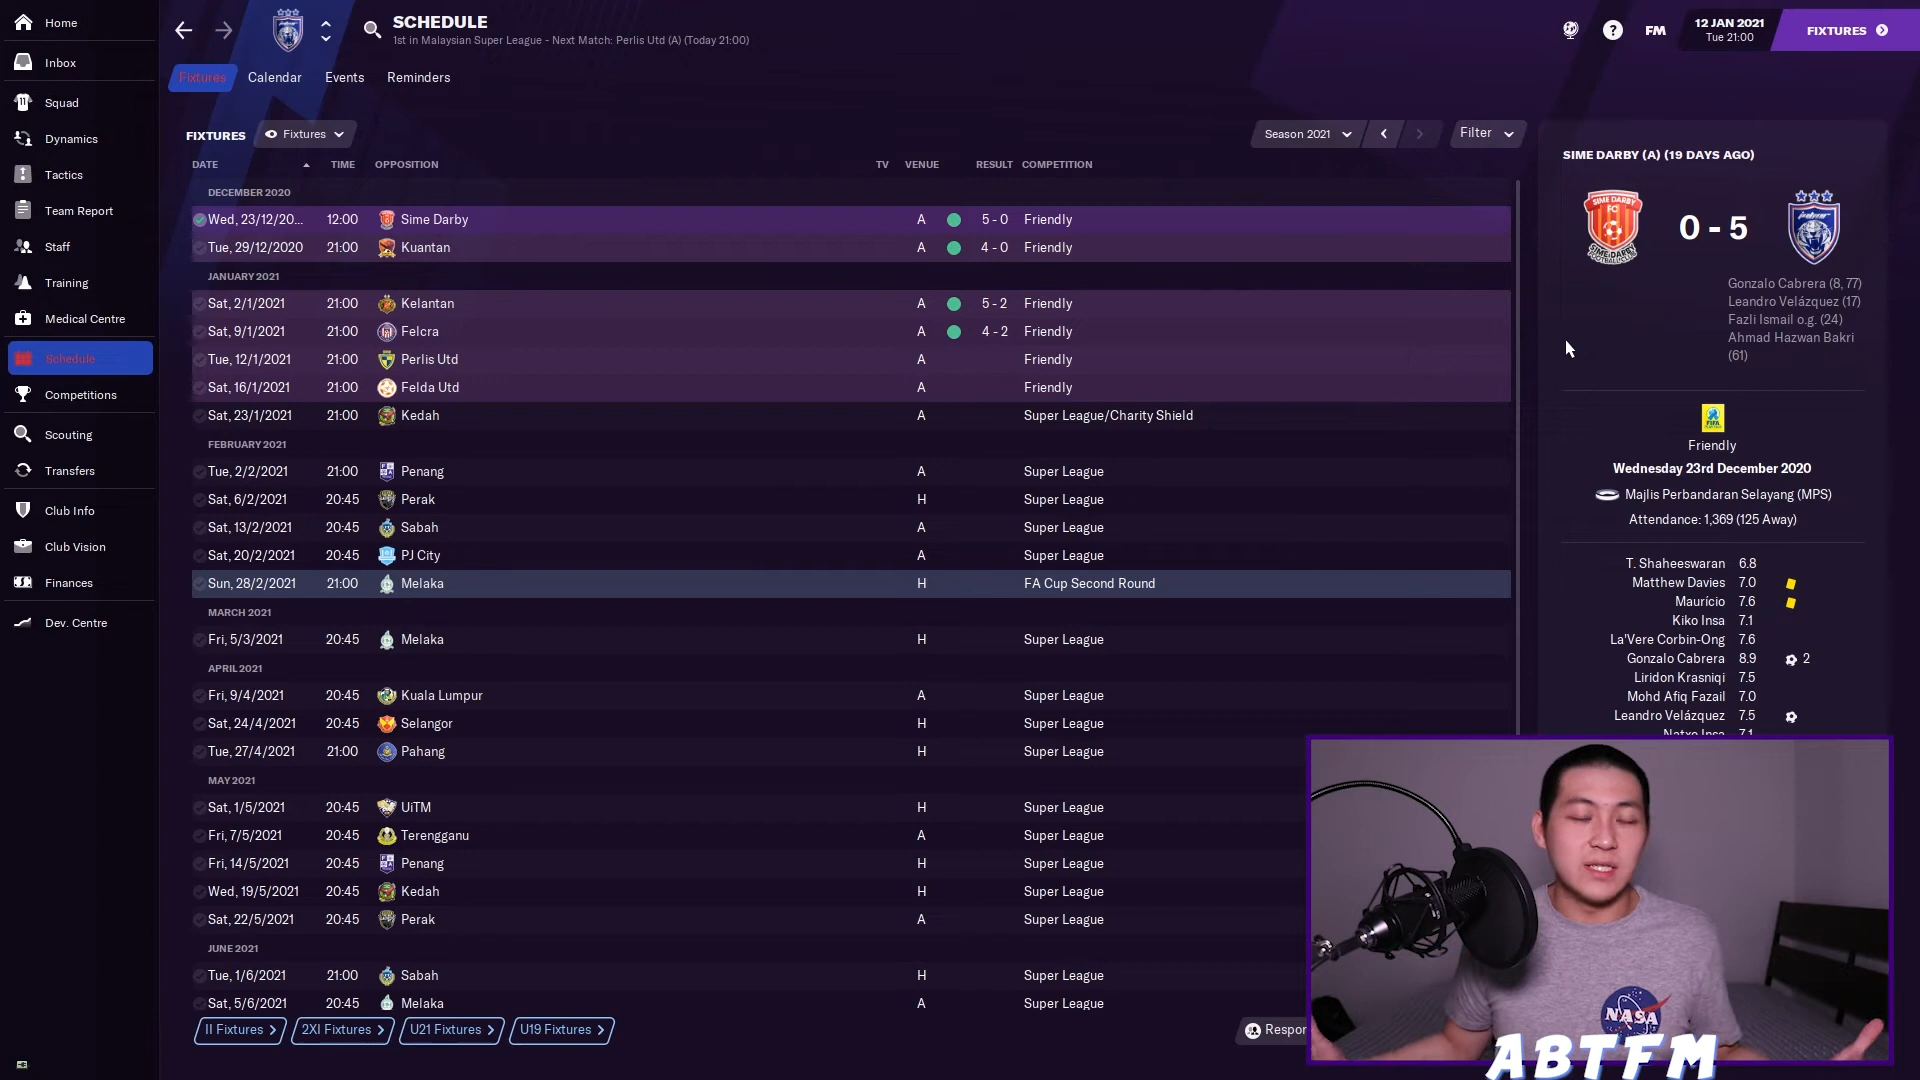 Home
Inbox
Squad
Dynamics
Tactics
Team Report
Staff
Training
Medical Centre
Schedule
Competitions
Scouting
Transfers
Club Info
Club Vision
Finances
Dev. Centre
SCHEDULE
1st in Malaysian Super League - Next Match: Perlis Utd (A) (Today 21:00)
FM
12 JAN 2021
Tue 21:00
FIXTURES
Fixtures Calendar Events Reminders
FIXTURES Fixtures
Season 2021 Filter
DATE TIME OPPOSITION TV VENUE RESULT COMPETITION
DECEMBER 2020
Wed, 23/12/20... 12:00 Sime Darby A 5 - 0 Friendly
Tue, 29/12/2020 21:00 Kuantan A 4 - 0 Friendly
JANUARY 2021
Sat, 2/1/2021 21:00 Kelantan A 5 - 2 Friendly
Sat, 9/1/2021 21:00 Felcra A 4 - 2 Friendly
Tue, 12/1/2021 21:00 Perlis Utd A Friendly
Sat, 16/1/2021 21:00 Felda Utd A Friendly
Sat, 23/1/2021 21:00 Kedah A Super League/Charity Shield
FEBRUARY 2021
Tue, 2/2/2021 21:00 Penang A Super League
Sat, 6/2/2021 20:45 Perak H Super League
Sat, 13/2/2021 20:45 Sabah A Super League
Sat, 20/2/2021 20:45 PJ City A Super League
Sun, 28/2/2021 21:00 Melaka H FA Cup Second Round
MARCH 2021
Fri, 5/3/2021 20:45 Melaka H Super League
APRIL 2021
Fri, 9/4/2021 20:45 Kuala Lumpur A Super League
Sat, 24/4/2021 20:45 Selangor H Super League
Tue, 27/4/2021 21:00 Pahang H Super League
MAY 2021
Sat, 1/5/2021 20:45 UiTM H Super League
Fri, 7/5/2021 20:45 Terengganu A Super League
Fri, 14/5/2021 20:45 Penang H Super League
Wed, 19/5/2021 20:45 Kedah H Super League
Sat, 22/5/2021 20:45 Perak A Super League
JUNE 2021
Tue, 1/6/2021 21:00 Sabah H Super League
Sat, 5/6/2021 20:45 Melaka A Super League
II Fixtures 2XI Fixtures U21 Fixtures U19 Fixtures
Respon
SIME DARBY (A) (19 DAYS AGO)
SIME DARBY
FC
0 - 5
Gonzalo Cabrera (8, 77)
Leandro Velázquez (17)
Fazli Ismail o.g. (24)
Ahmad Hazwan Bakri
(61)
FIFA
Friendly
Wednesday 23rd December 2020
Majlis Perbandaran Selayang (MPS)
Attendance: 1,369 (125 Away)
T. Shaheeswaran 6.8
Matthew Davies 7.0
Maurício 7.6
Kiko Insa 7.1
La'Vere Corbin-Ong 7.6
Gonzalo Cabrera 8.9 2
Liridon Krasniqi 7.5
Mohd Afiq Fazail 7.0
Leandro Velázquez 7.5
Natxo Insa 7.1
NASA
ABTFM